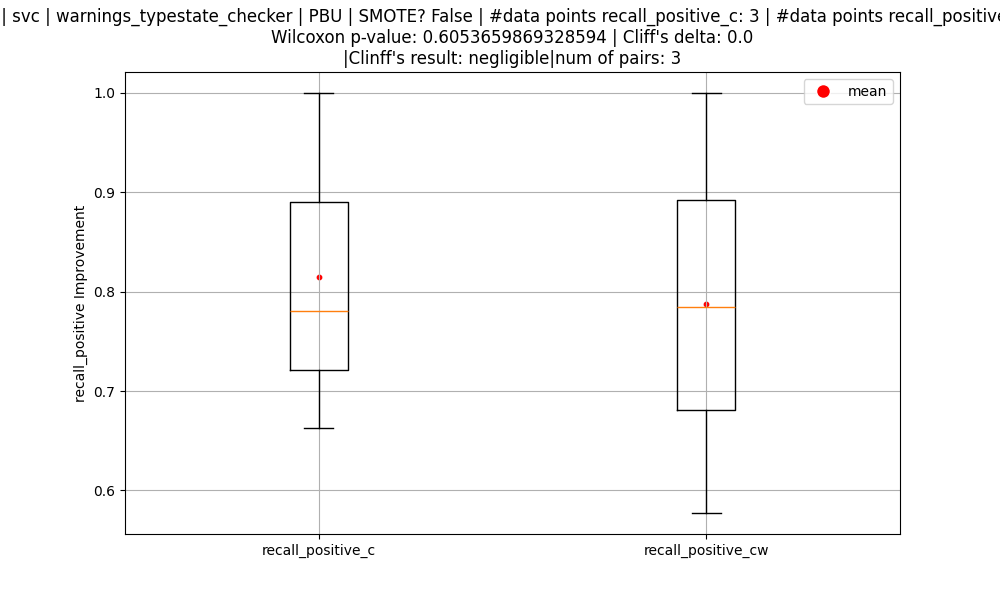 | svc | warnings_typestate_checker | PBU | SMOTE? False | #data points recall_positive_c: 3 | #data points recall_positive
Wilcoxon p-value: 0.6053659869328594 | Cliff's delta: 0.0
|Clinff's result: negligible|num of pairs: 3
mean
1.0
0.9
0.8
0.7
0.6
recall_positive Improvement
recall_positive_c
recall_positive_cw